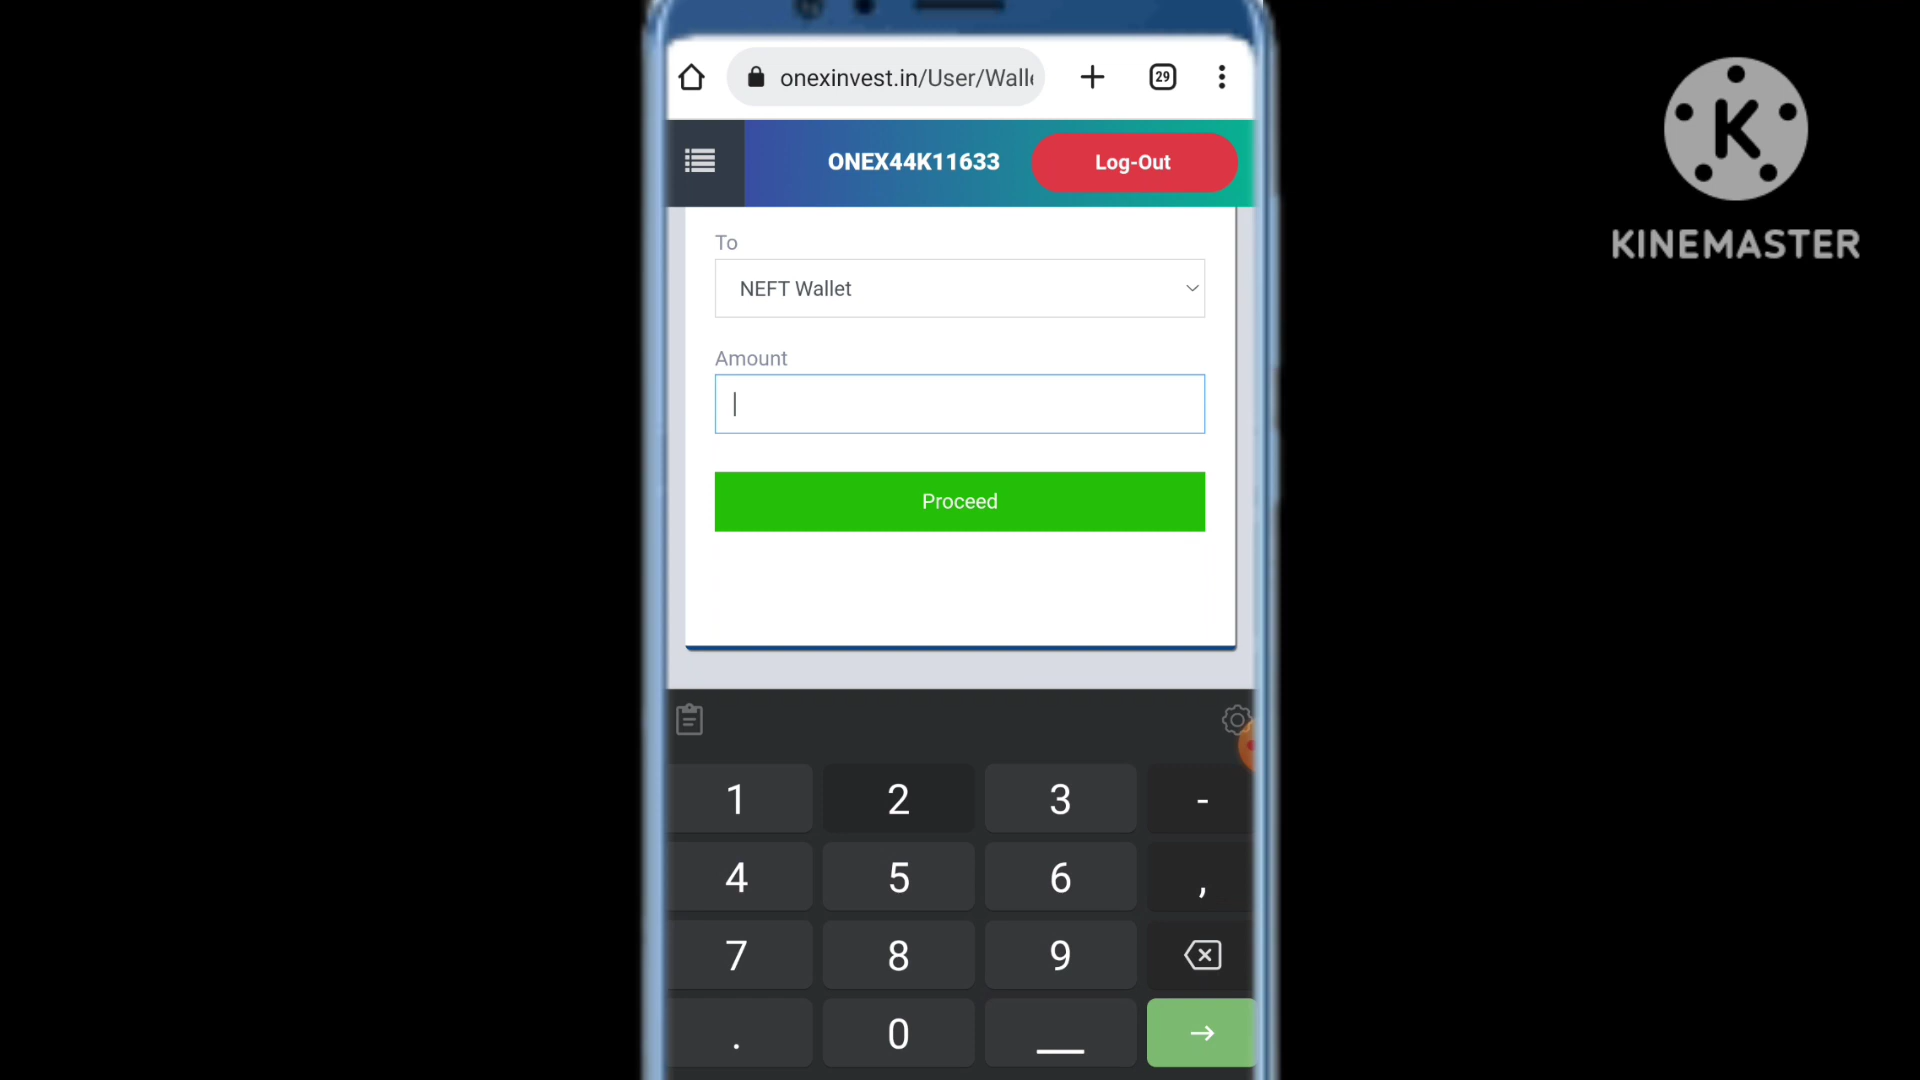 onexinvest.in/User/Wall
29
ONEX44K11633
Log-Out
To
NEFT Wallet
Amount
Proceed
1 2 3 -
4 5 6 ,
7 8 9
. 0
K
KINEMASTER